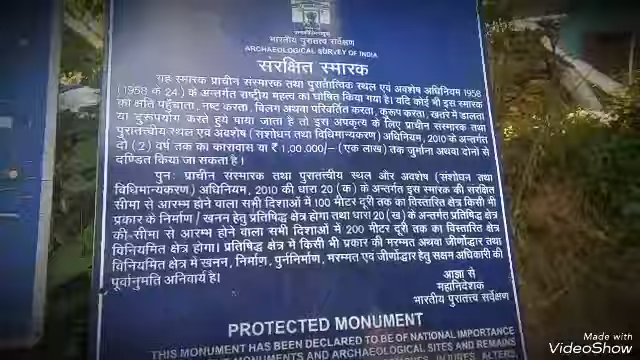 भारतीय पुरातत्त्व सर्वेक्षण
ARCHAEOLOGICAL SURVEY OF INDIA
संरक्षित स्मारक
यह स्मारक प्राचीन संस्मारक तथा पुरातात्विक स्थल एवं अवशेष अधिनियम 1958
(1958 के 24) के अन्तर्गत राष्ट्रीय महत्व का घोषित किया गया है। यदि कोई भी इस स्मारक
को क्षति पहुँचाता, नष्ट करता, विलग अथवा परिवर्तित करता, कुरूप करता, खतरे में डालता
या दुरूपयोग करते हुये पाया जाता है तो इस अपकृत्य के लिए प्राचीन संस्मारक तथा
पुरातत्वीय स्थल एवं अवशेष (संशोधन तथा विधिमान्यकरण) अधिनियम, 2010 के अन्तर्गत
दो (2) वर्ष तक का कारावास या ₹ 1,00,000/- (एक लाख) तक जुर्माना अथवा दोनों से
दण्डित किया जा सकता है।
पुनः प्राचीन संस्मारक तथा पुरातत्वीय स्थल और अवशेष (संशोधन तथा
विधिमान्यकरण) अधिनियम, 2010 की धारा 20 (क) के अन्तर्गत इस स्मारक की संरक्षित
सीमा से आरम्भ होने वाला सभी दिशाओं में 100 मीटर दूरी तक का विस्तारित क्षेत्र किसी भी
प्रकार के निर्माण / खनन हेतु प्रतिषिद्ध क्षेत्र होगा तथा धारा 20 (ख) के अन्तर्गत प्रतिषिद्ध क्षेत्र
की सीमा से आरम्भ होने वाला सभी दिशाओं में 200 मीटर दूरी तक का विस्तारित क्षेत्र
विनियमित क्षेत्र होगा। प्रतिषिद्ध क्षेत्र में किसी भी प्रकार की मरम्मत अथवा जीर्णोद्धार तथा
विनियमित क्षेत्र में खनन, निर्माण, पुर्ननिर्माण, मरम्मत एवं जीर्णोद्धार हेतु सक्षम अधिकारी की
पूर्वानुमति अनिवार्य है।
आज्ञा से
महानिदेशक
भारतीय पुरातत्त्व सर्वेक्षण
PROTECTED MONUMENT
THIS MONUMENT HAS BEEN DECLARED TO BE OF NATIONAL IMPORTANCE
MONUMENTS AND ARCHAEOLOGICAL SITES AND REMAINS
Made with
VideoShow